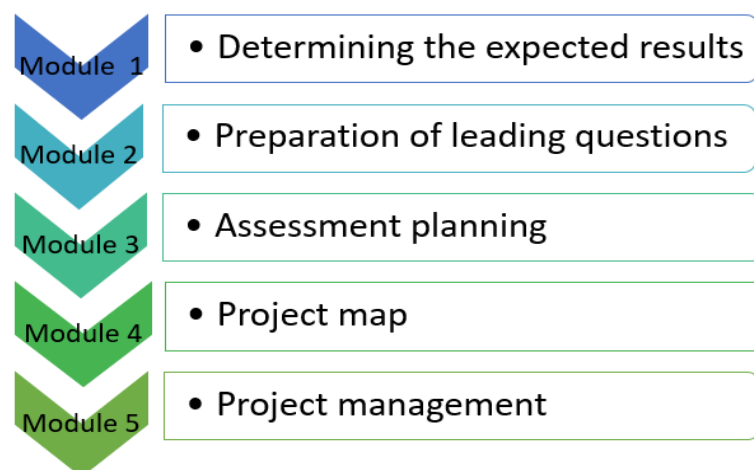 Module 1
• Determining the expected results
Module 2
• Preparation of leading questions
Module 3
• Assessment planning
Module 4
• Project map
Module 5
• Project management